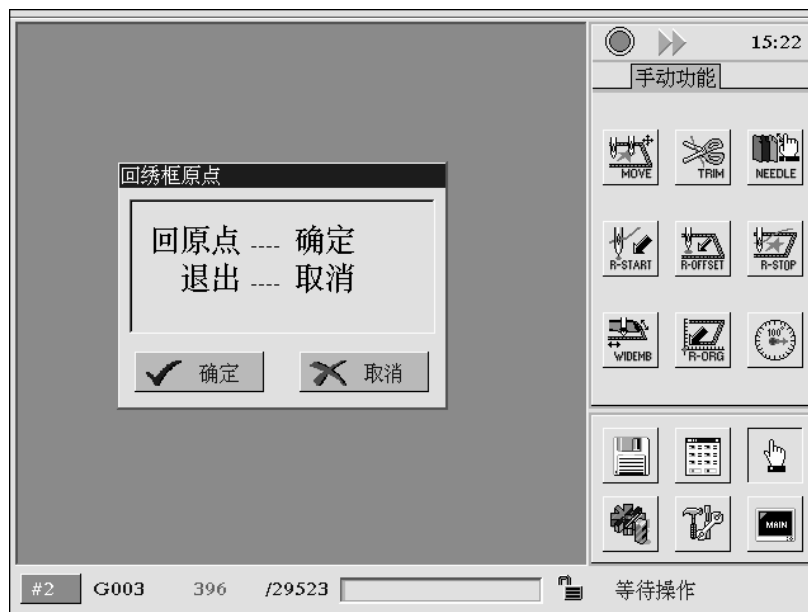 15:22
手动功能
MOVE
TRIM
NEEDLE
回绣框原点
回原点 .... 确定
退出 .... 取消
R-START
R-OFFSET
R-STOP
WIDEMB
R-ORG
100°
确定
取消
MAIN
#2
G003
396
/29523
等待操作